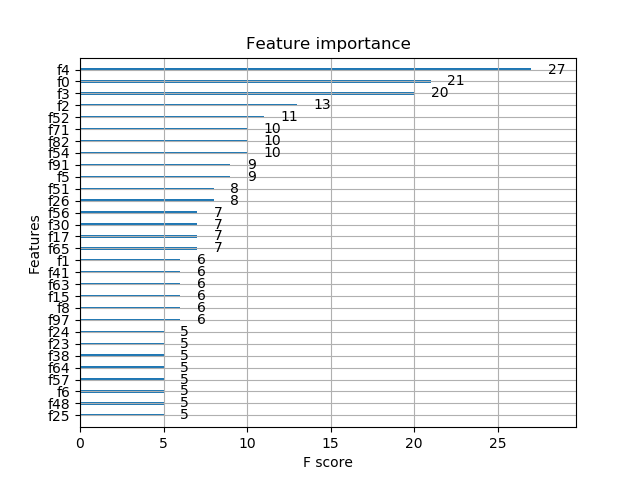 Feature importance
f4 27
f0 21
f3 20
f2 13
f52 11
f71 10
f82 10
f54 10
f91 9
f5 9
f51 8
f26 8
f56 7
f30 7
f17 7
f65 7
f1 6
f41 6
f63 6
f15 6
f8 6
f97 6
f24 5
f23 5
f38 5
f64 5
f57 5
f6 5
f48 5
f25 5
Features
0 5 10 15 20 25
F score